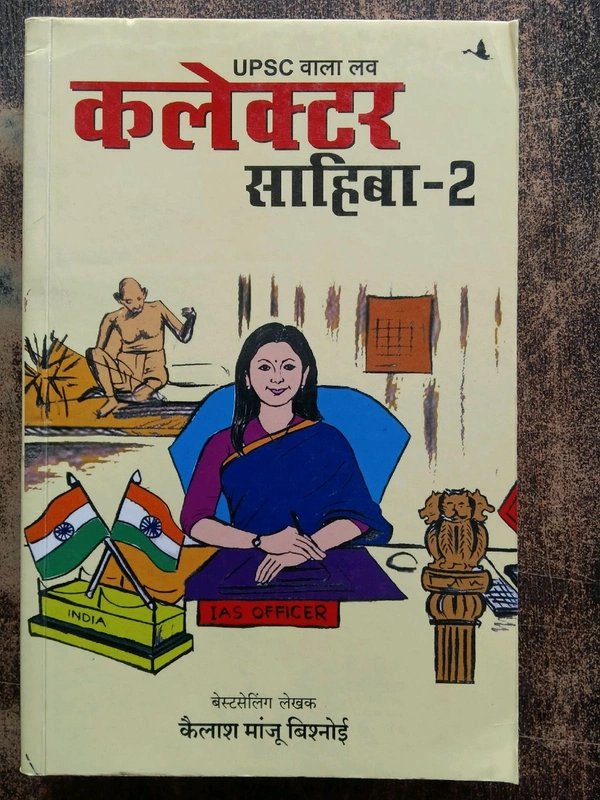 UPSC वाला लव
कलेक्टर
साहिबा-2
INDIA
IAS OFFICER
बेस्टसेलिंग लेखक
कैलाश मांजू बिश्नोई